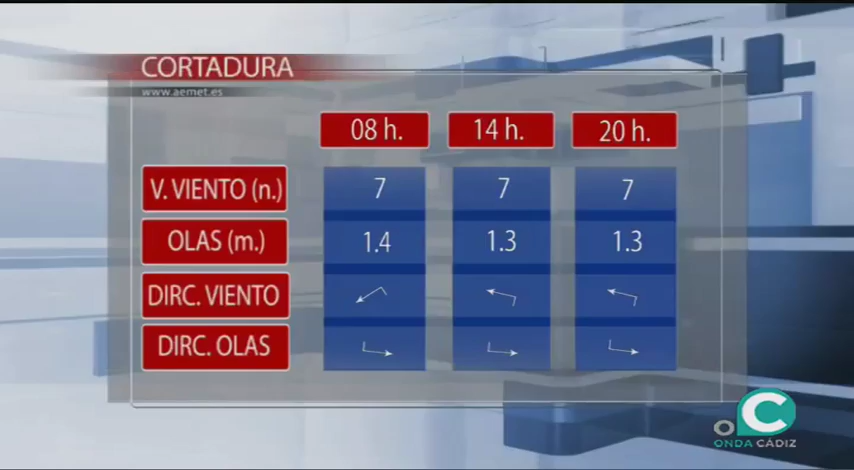 CORTADURA
www.aemet.es
08 h. 14 h. 20 h.
V. VIENTO (n.) 7 7 7
OLAS (m.) 1.4 1.3 1.3
DIRC. VIENTO
DIRC. OLAS
OC
ONDA CÁDIZ